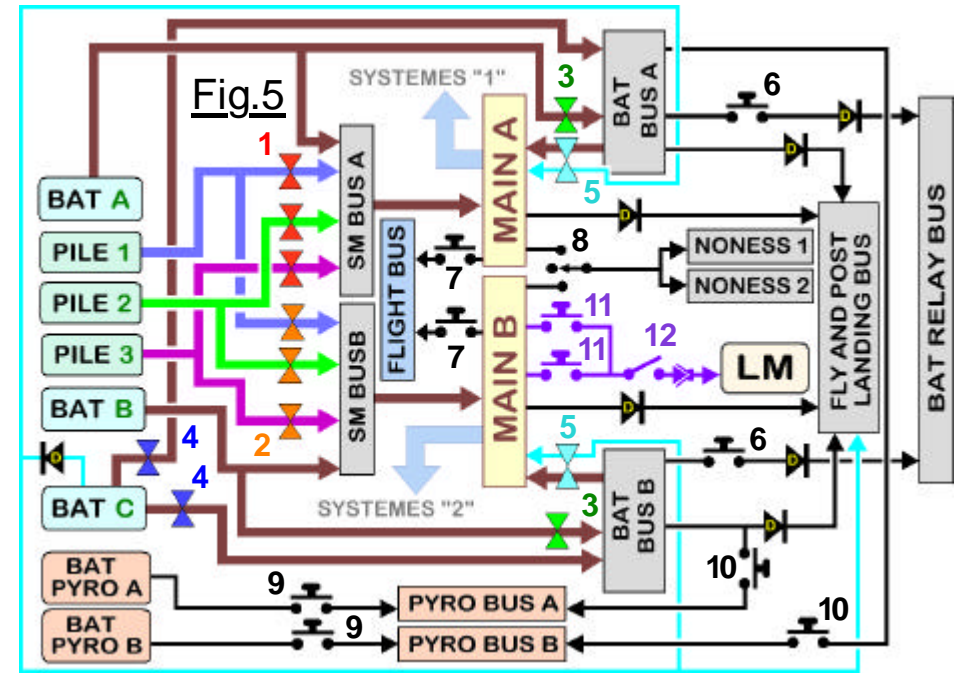 Fig.5
SYSTEMES "1"
3
BAT
BUS A
6
1
BAT A
PILE 1
PILE 2
PILE 3
BAT B
BAT C
SM BUS A
MAIN A
5
8
NONESS 1
NONESS 2
FLIGHT BUS
7
7
SM BUSB
MAIN B
11
11
12
LM
FLY AND POST
LANDING BUS
BAT RELAY BUS
2
4
4
D
D
D
D
D
D
D
SYSTEMES "2"
5
3
BAT
BUS B
6
10
BAT
PYRO A
BAT
PYRO B
9
9
PYRO BUS A
PYRO BUS B
10